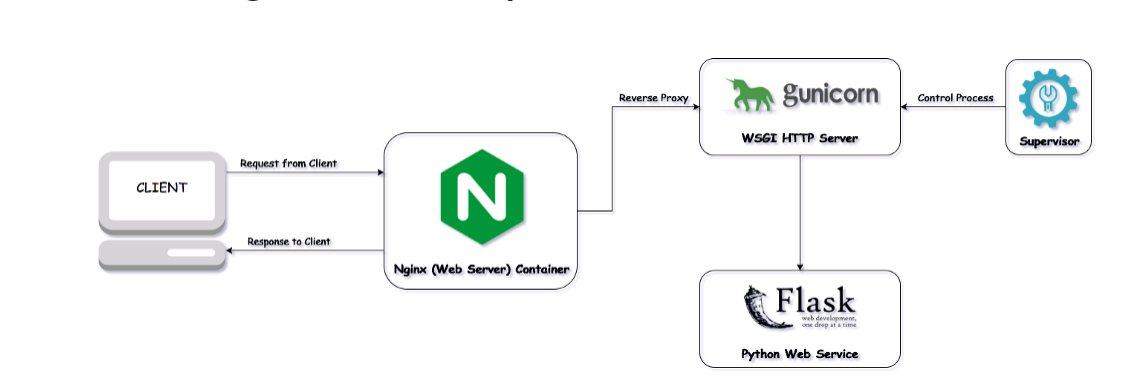 CLIENT
Request from Client
Response to Client
Nginx (Web Server) Container
Reverse Proxy
gunicorn
WSGI HTTP Server
Control Process
Supervisor
Flask
web development,
one drop at a time
Python Web Service